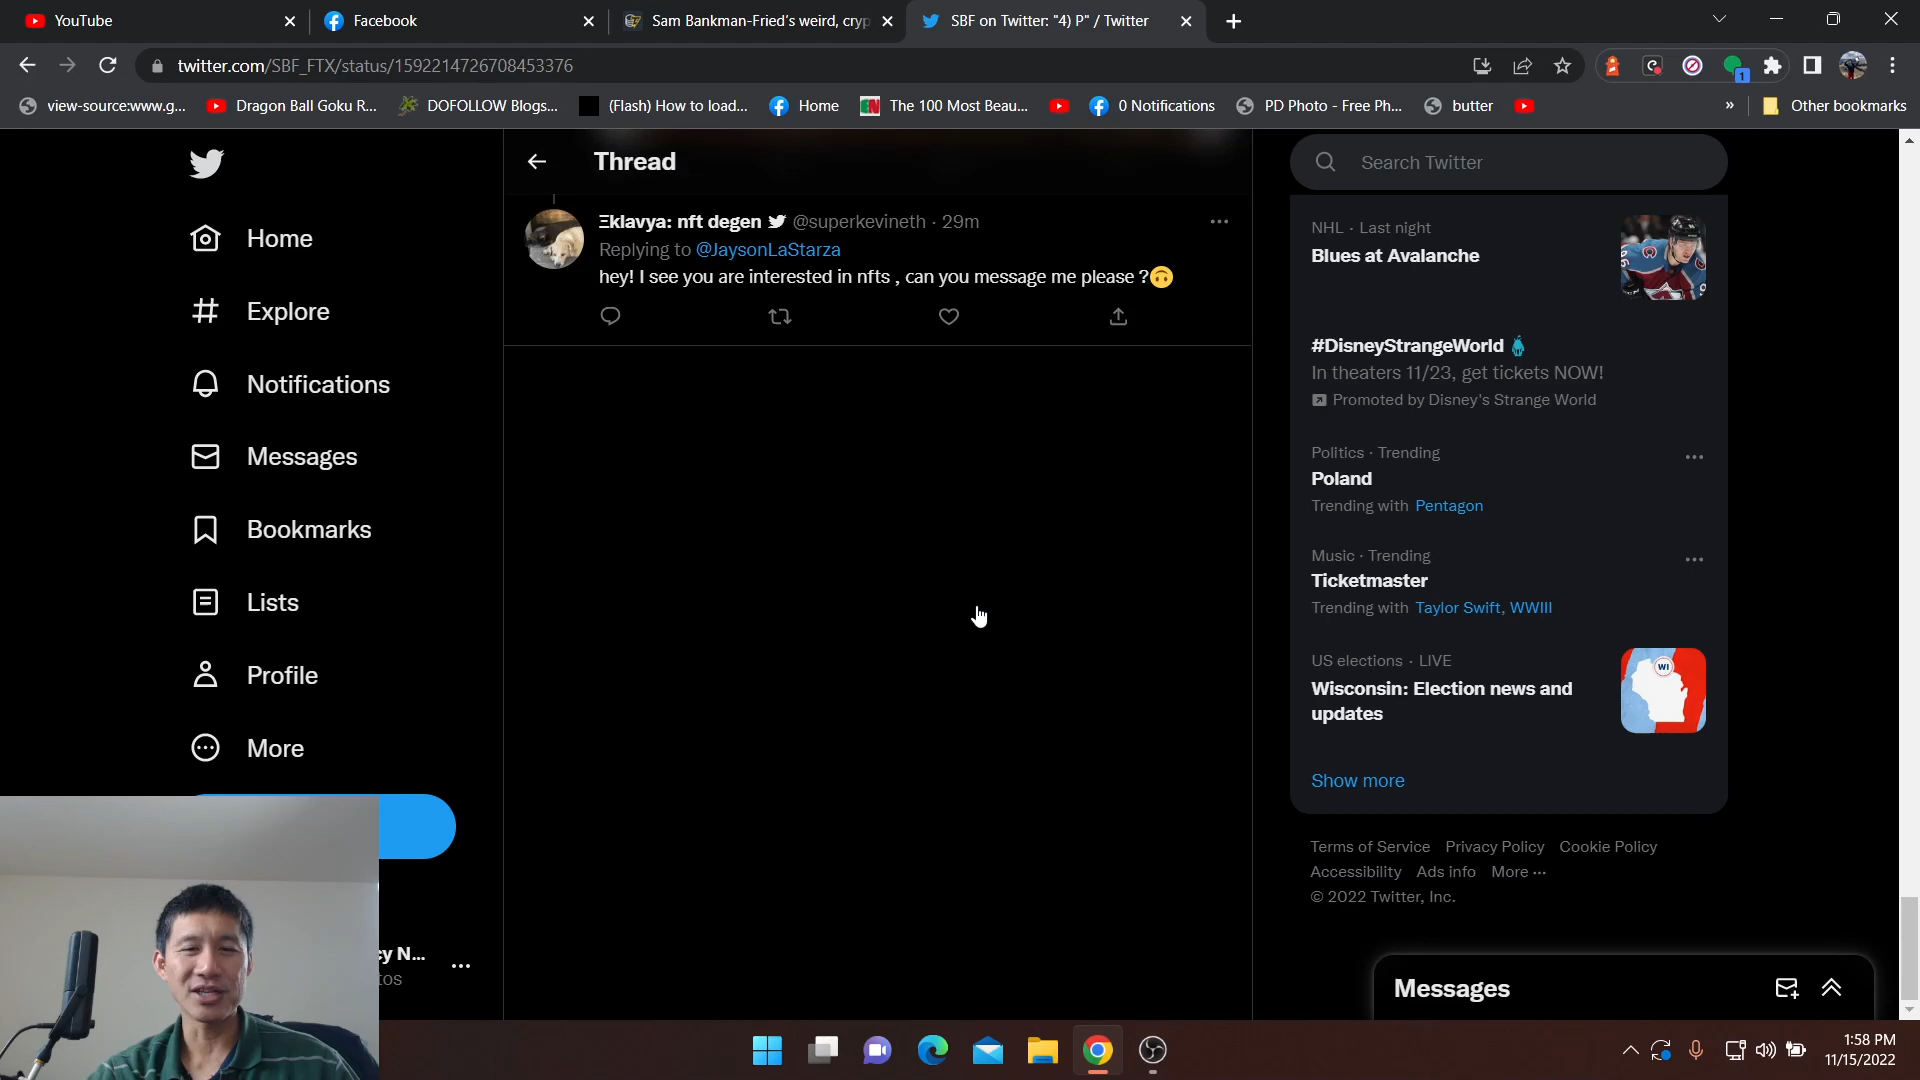 YouTube
Facebook
Sam Bankman-Fried's weird, cryp
SBF on Twitter: "4) P" / Twitter
twitter.com/SBF_FTX/status/1592214726708453376
1
view-source:www.g...
Dragon Ball Goku R...
DOFOLLOW Blogs...
(Flash) How to load...
Home
The 100 Most Beau...
0 Notifications
PD Photo - Free Ph...
butter
»
Other bookmarks
Home
Explore
Notifications
Messages
Bookmarks
Lists
Profile
More
cy N...
tos
Thread
Ξklavya: nft degen @superkevineth · 29m
Replying to @JaysonLaStarza
hey! I see you are interested in nfts , can you message me please ?🙃
Search Twitter
NHL · Last night
Blues at Avalanche
#DisneyStrangeWorld
In theaters 11/23, get tickets NOW!
Promoted by Disney's Strange World
Politics · Trending
Poland
Trending with Pentagon
Music · Trending
Ticketmaster
Trending with Taylor Swift, WWIII
US elections · LIVE
Wisconsin: Election news and
updates
WI
Show more
Terms of Service Privacy Policy Cookie Policy
Accessibility Ads info More ···
© 2022 Twitter, Inc.
Messages
1:58 PM
11/15/2022